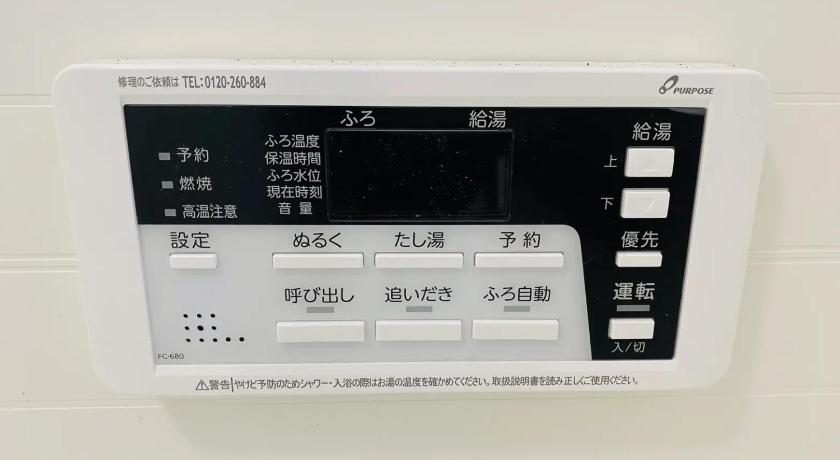 修理のご依頼は TEL:0120-260-884
PURPOSE
ふろ 給湯
予約
燃焼
高温注意
ふろ温度
保温時間
ふろ水位
現在時刻
音量
給湯
上
下
設定 ぬるく たし湯 予約 優先
呼び出し 追いだき ふろ自動 運転
入/切
FC-680
⚠警告 やけど予防のためシャワー・入浴の際はお湯の温度を確かめてください。取扱説明書を読み正しくご使用ください。